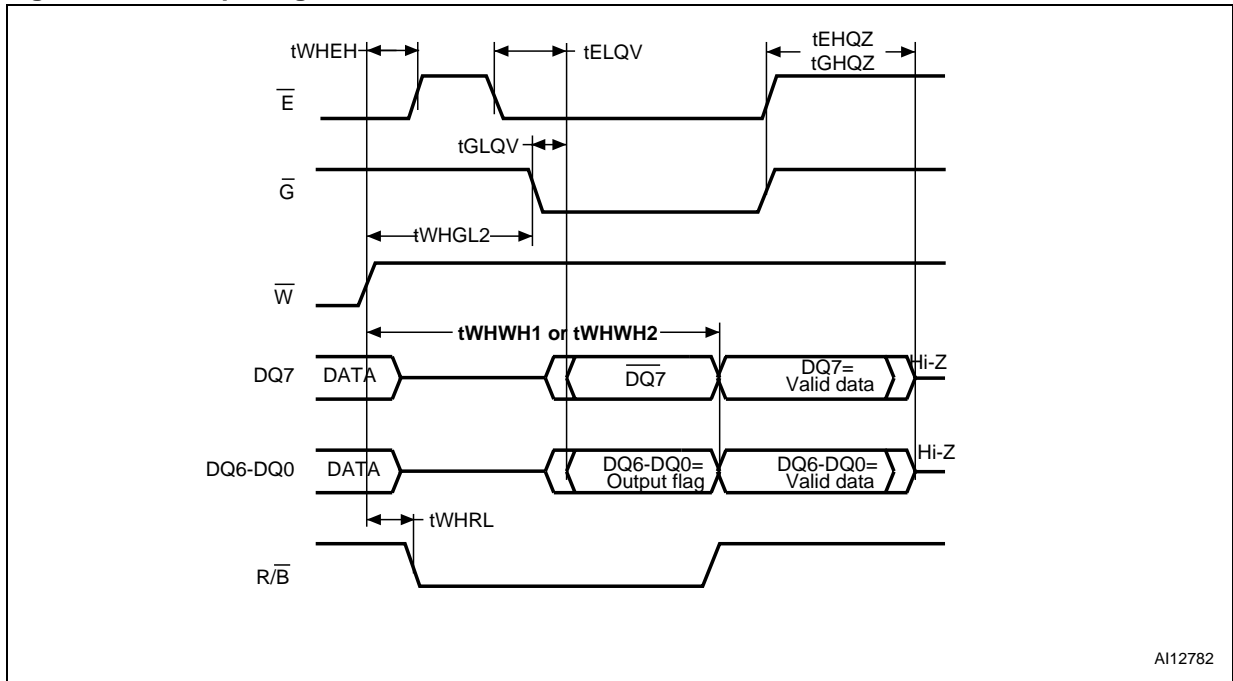 tWHEH
tELQV
tEHQZ
tGHQZ
E̅
tGLQV
G̅
tWHGL2
W̅
tWHWH1 or tWHWH2
DQ7
DATA
D̅Q̅7̅
DQ7=
Valid data
Hi-Z
DQ6-DQ0
DATA
DQ6-DQ0=
Output flag
DQ6-DQ0=
Valid data
Hi-Z
tWHRL
R/B̅
AI12782